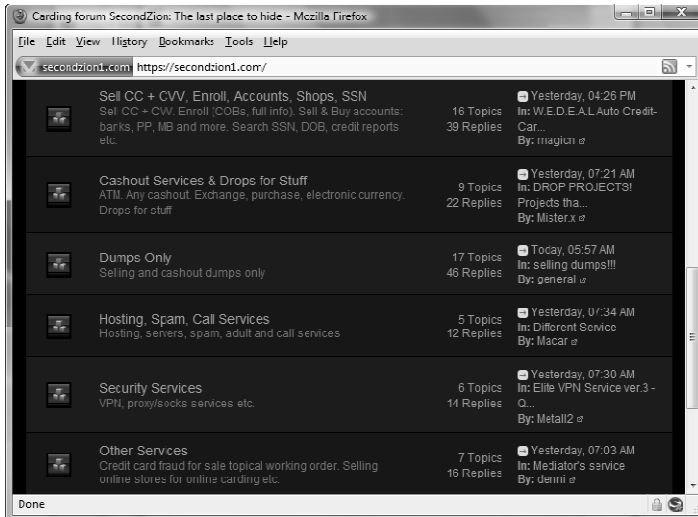 Carding forum SecondZion: The last place to hide - Mozilla Firefox
File Edit View History Bookmarks Tools Help
secondzion1.com https://secondzion1.com/
Sell CC + CVV, Enroll, Accounts, Shops, SSN
Sell CC + CVV. Enroll (COBs, full info). Sell & Buy accounts:
banks, PP, MB and more. Search SSN, DOB, credit reports
etc.
16 Topics
39 Replies
Yesterday, 04:26 PM
In: W.E.D.E.A.L Auto Credit-
Car...
By: magich
Cashout Services & Drops for Stuff
ATM. Any cashout. Exchange, purchase, electronic currency.
Drops for stuff
9 Topics
22 Replies
Yesterday, 07:21 AM
In: DROP PROJECTS!
Projects tha...
By: Mister.x
Dumps Only
Selling and cashout dumps only
17 Topics
46 Replies
Today, 05:57 AM
In: selling dumps!!!
By: general
Hosting, Spam, Call Services
Hosting, servers, spam, adult and call services
5 Topics
12 Replies
Yesterday, 07:34 AM
In: Different Service
By: Macar
Security Services
VPN, proxy/socks services etc.
6 Topics
14 Replies
Yesterday, 07:30 AM
In: Elite VPN Service ver.3 -
Q...
By: Metall2
Other Services
Credit card fraud for sale topical working order. Selling
online stores for online carding etc.
7 Topics
16 Replies
Yesterday, 07:03 AM
In: Mediator's service
By: denni
Done